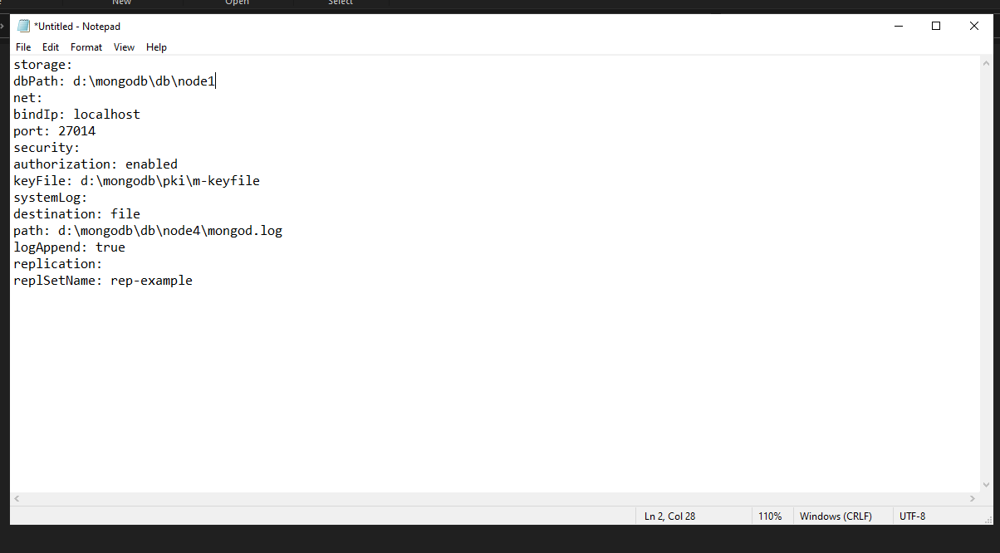 New Open Select
*Untitled - Notepad
File Edit Format View Help
storage:
dbPath: d:\mongodb\db\node1
net:
bindIp: localhost
port: 27014
security:
authorization: enabled
keyFile: d:\mongodb\pki\m-keyfile
systemLog:
destination: file
path: d:\mongodb\db\node4\mongod.log
logAppend: true
replication:
replSetName: rep-example
Ln 2, Col 28 110% Windows (CRLF) UTF-8